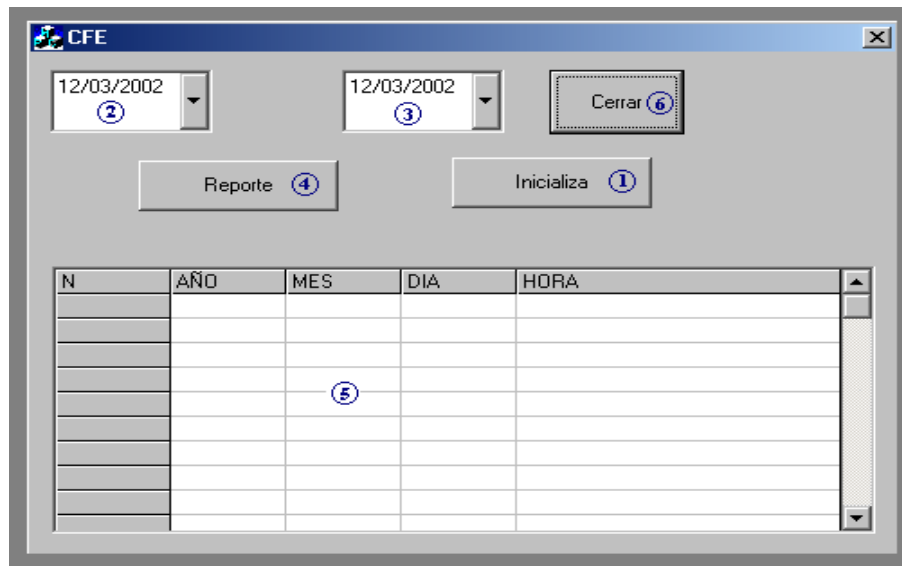 CFE
12/03/2002 12/03/2002
② ③ Cerrar ⑥
Reporte ④ Inicializa ①
N AÑO MES DIA HORA
⑤